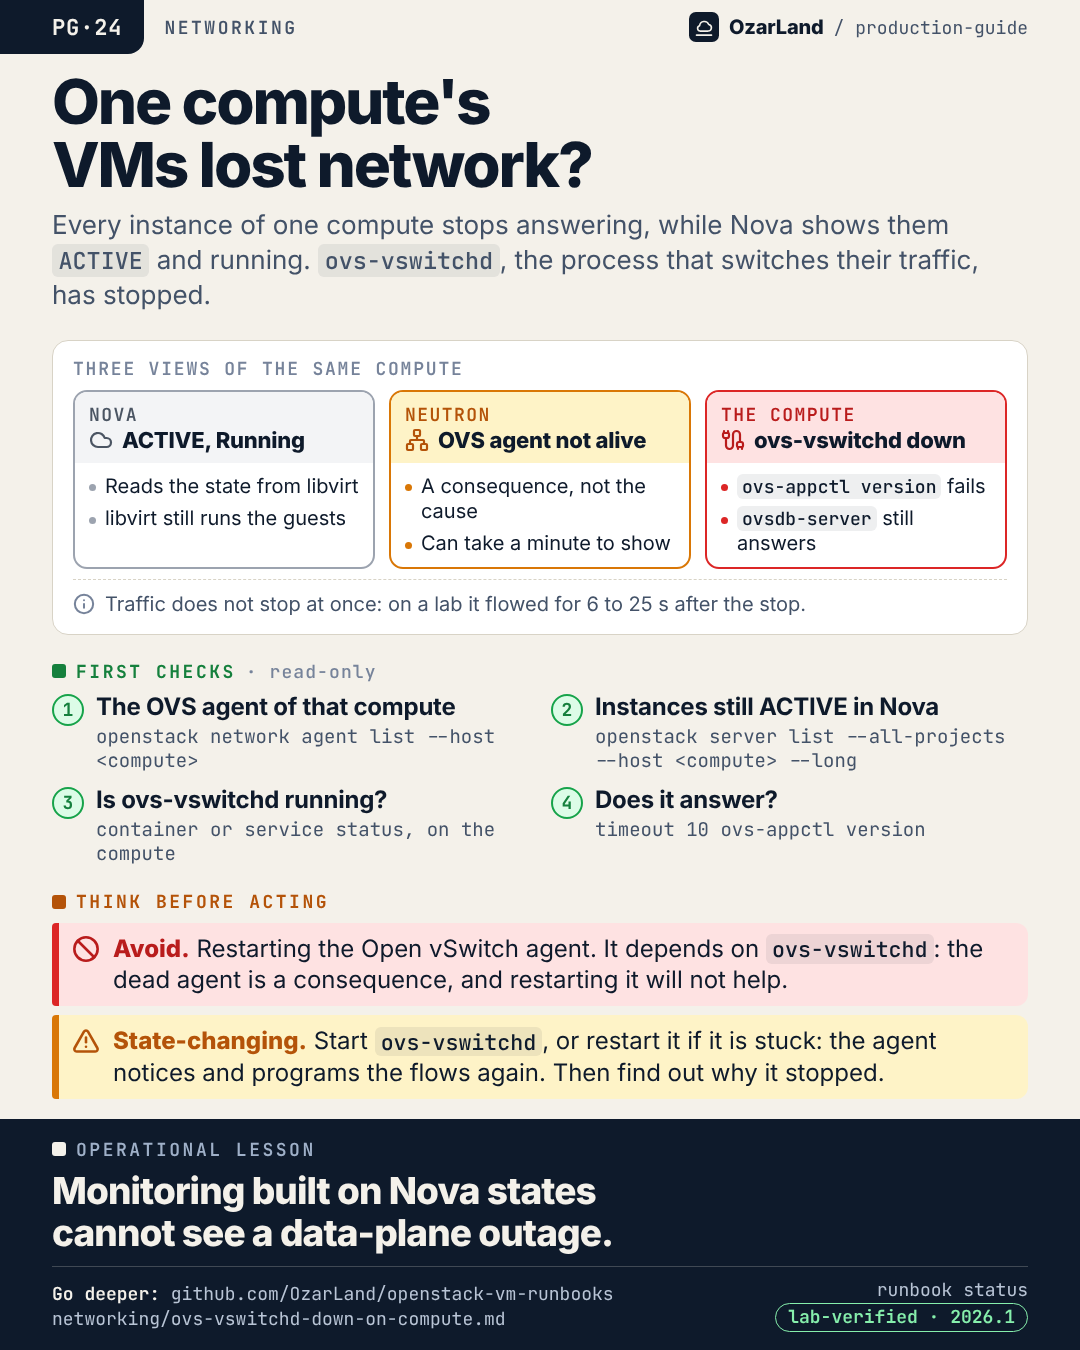 PG·24 NETWORKING OzarLand / production-guide
One compute's
VMs lost network?
Every instance of one compute stops answering, while Nova shows them
ACTIVE and running. ovs-vswitchd, the process that switches their traffic,
has stopped.
THREE VIEWS OF THE SAME COMPUTE
NOVA
ACTIVE, Running
Reads the state from libvirt
libvirt still runs the guests
NEUTRON
OVS agent not alive
A consequence, not the
cause
Can take a minute to show
THE COMPUTE
ovs-vswitchd down
ovs-appctl version fails
ovsdb-server still
answers
Traffic does not stop at once: on a lab it flowed for 6 to 25 s after the stop.
FIRST CHECKS · read-only
1 The OVS agent of that compute
openstack network agent list --host
<compute>
2 Instances still ACTIVE in Nova
openstack server list --all-projects
--host <compute> --long
3 Is ovs-vswitchd running?
container or service status, on the
compute
4 Does it answer?
timeout 10 ovs-appctl version
THINK BEFORE ACTING
Avoid. Restarting the Open vSwitch agent. It depends on ovs-vswitchd: the
dead agent is a consequence, and restarting it will not help.
State-changing. Start ovs-vswitchd, or restart it if it is stuck: the agent
notices and programs the flows again. Then find out why it stopped.
OPERATIONAL LESSON
Monitoring built on Nova states
cannot see a data-plane outage.
Go deeper: github.com/OzarLand/openstack-vm-runbooks
networking/ovs-vswitchd-down-on-compute.md
runbook status
lab-verified · 2026.1